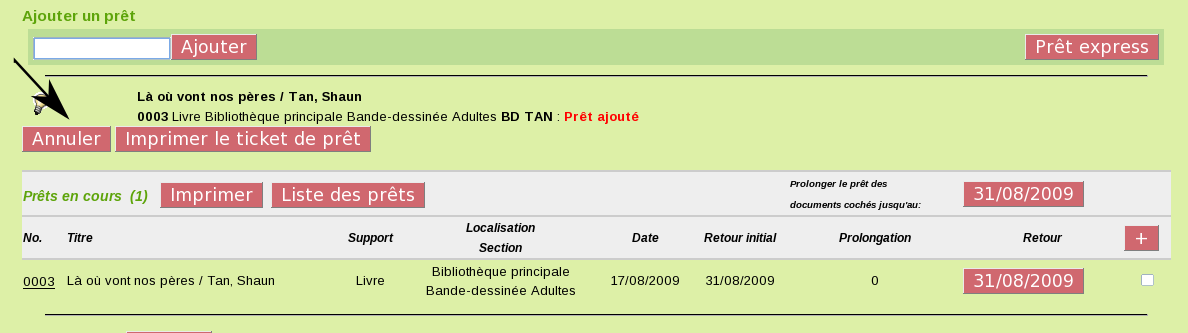 Ajouter un prêt
Ajouter
Prêt express
Là où vont nos pères / Tan, Shaun
0003 Livre Bibliothèque principale Bande-dessinée Adultes BD TAN : Prêt ajouté
Annuler
Imprimer le ticket de prêt
Prêts en cours (1)
Imprimer
Liste des prêts
Prolonger le prêt des
documents cochés jusqu'au:
31/08/2009
No.
Titre
Support
Localisation
Section
Date
Retour initial
Prolongation
Retour
+
0003
Là où vont nos pères / Tan, Shaun
Livre
Bibliothèque principale
Bande-dessinée Adultes
17/08/2009
31/08/2009
0
31/08/2009